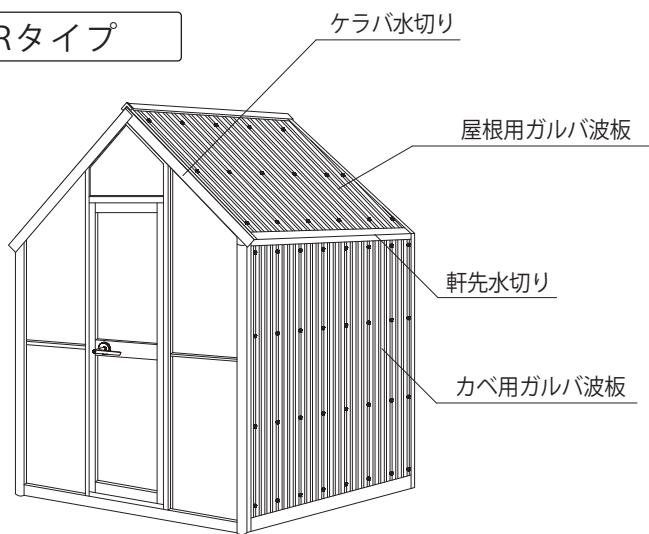 Rタイプ
ケラバ水切り
屋根用ガルバ波板
軒先水切り
カベ用ガルバ波板